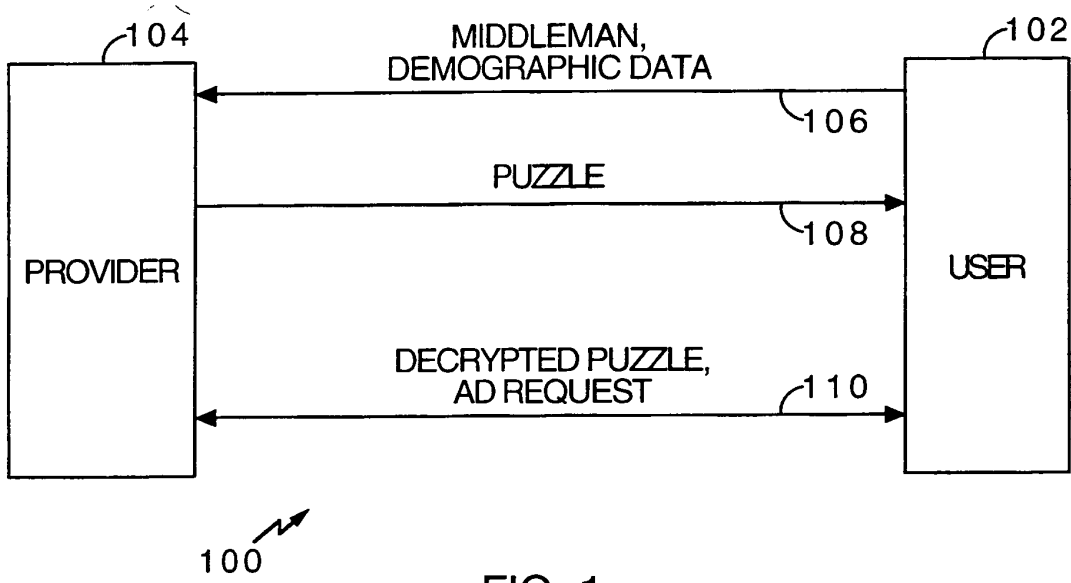 104
MIDDLEMAN,
DEMOGRAPHIC DATA
102
106
PUZZLE
108
PROVIDER
USER
DECRYPTED PUZZLE,
AD REQUEST
110
100
FIG. 1